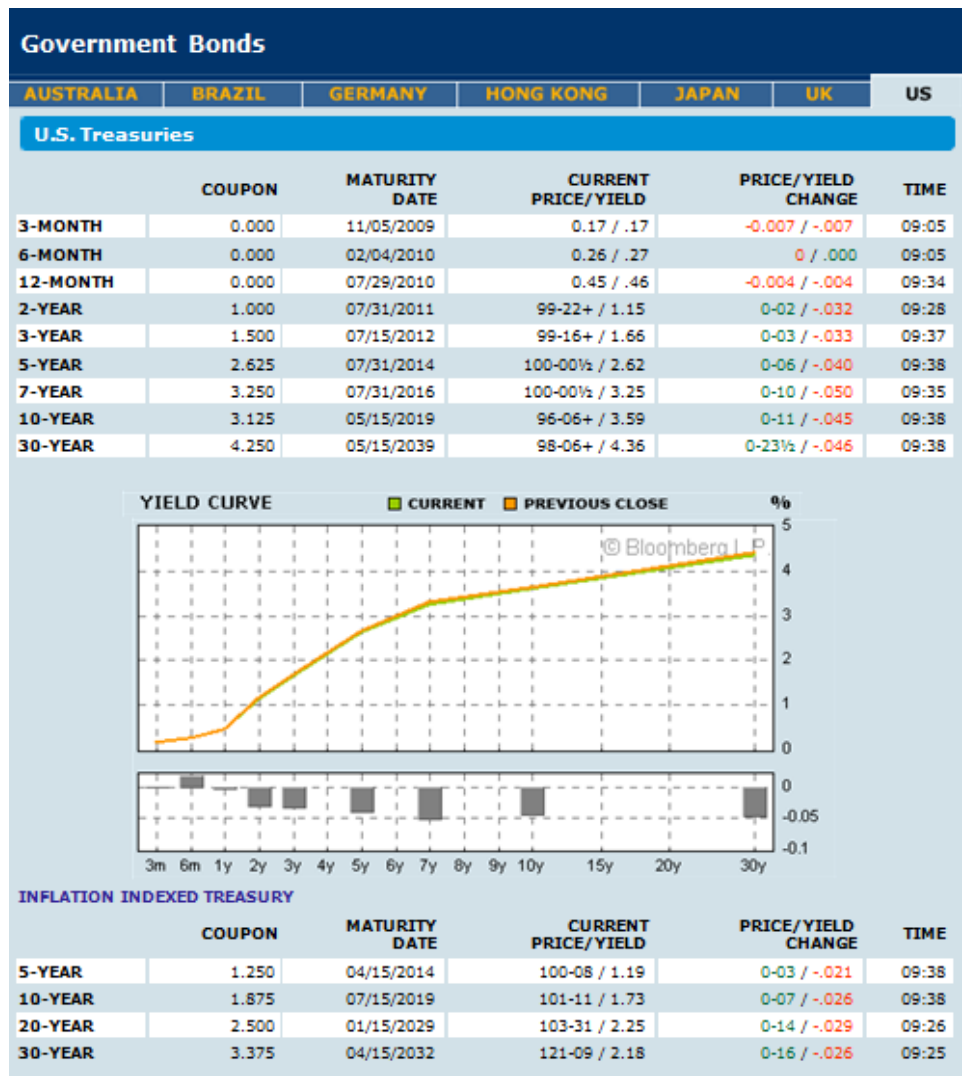 Government Bonds
AUSTRALIA BRAZIL GERMANY HONG KONG JAPAN UK US
U.S. Treasuries
COUPON MATURITY DATE CURRENT PRICE/YIELD PRICE/YIELD CHANGE TIME
3-MONTH 0.000 11/05/2009 0.17 / .17 -0.007 / -.007 09:05
6-MONTH 0.000 02/04/2010 0.26 / .27 0 / .000 09:05
12-MONTH 0.000 07/29/2010 0.45 / .46 -0.004 / -.004 09:34
2-YEAR 1.000 07/31/2011 99-22+ / 1.15 0-02 / -.032 09:28
3-YEAR 1.500 07/15/2012 99-16+ / 1.66 0-03 / -.033 09:37
5-YEAR 2.625 07/31/2014 100-00½ / 2.62 0-06 / -.040 09:38
7-YEAR 3.250 07/31/2016 100-00½ / 3.25 0-10 / -.050 09:35
10-YEAR 3.125 05/15/2019 96-06+ / 3.59 0-11 / -.045 09:38
30-YEAR 4.250 05/15/2039 98-06+ / 4.36 0-23½ / -.046 09:38
YIELD CURVE CURRENT PREVIOUS CLOSE %
© Bloomberg L.P.
5
4
3
2
1
0
0
-0.05
-0.1
3m 6m 1y 2y 3y 4y 5y 6y 7y 8y 9y 10y 15y 20y 30y
INFLATION INDEXED TREASURY
COUPON MATURITY DATE CURRENT PRICE/YIELD PRICE/YIELD CHANGE TIME
5-YEAR 1.250 04/15/2014 100-08 / 1.19 0-03 / -.021 09:38
10-YEAR 1.875 07/15/2019 101-11 / 1.73 0-07 / -.026 09:38
20-YEAR 2.500 01/15/2029 103-31 / 2.25 0-14 / -.029 09:26
30-YEAR 3.375 04/15/2032 121-09 / 2.18 0-16 / -.026 09:25